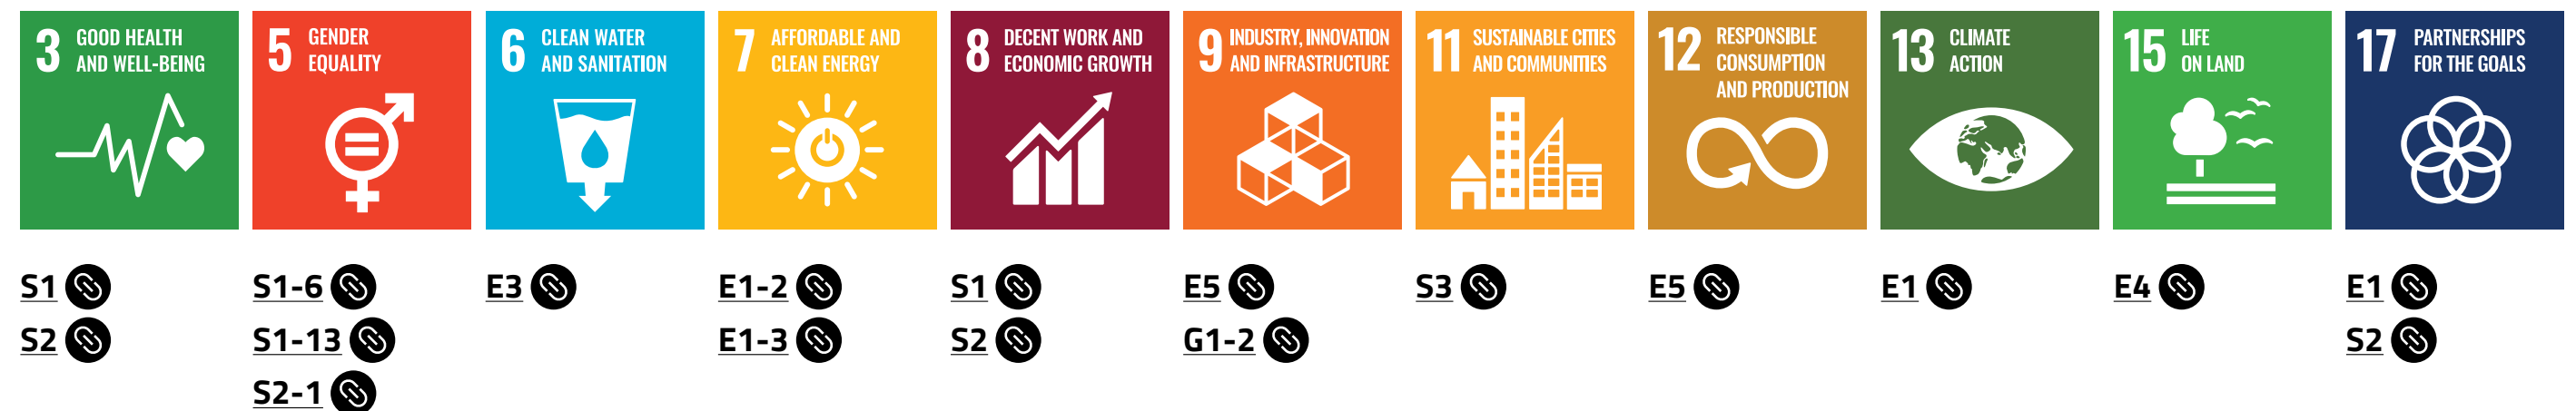 3 GOOD HEALTH
AND WELL-BEING
5 GENDER
EQUALITY
6 CLEAN WATER
AND SANITATION
7 AFFORDABLE AND
CLEAN ENERGY
8 DECENT WORK AND
ECONOMIC GROWTH
9 INDUSTRY, INNOVATION
AND INFRASTRUCTURE
11 SUSTAINABLE CITIES
AND COMMUNITIES
12 RESPONSIBLE
CONSUMPTION
AND PRODUCTION
13 CLIMATE
ACTION
15 LIFE
ON LAND
17 PARTNERSHIPS
FOR THE GOALS
S1
S2
S1-6
S1-13
S2-1
E3
E1-2
E1-3
S1
S2
E5
G1-2
S3
E5
E1
E4
E1
S2